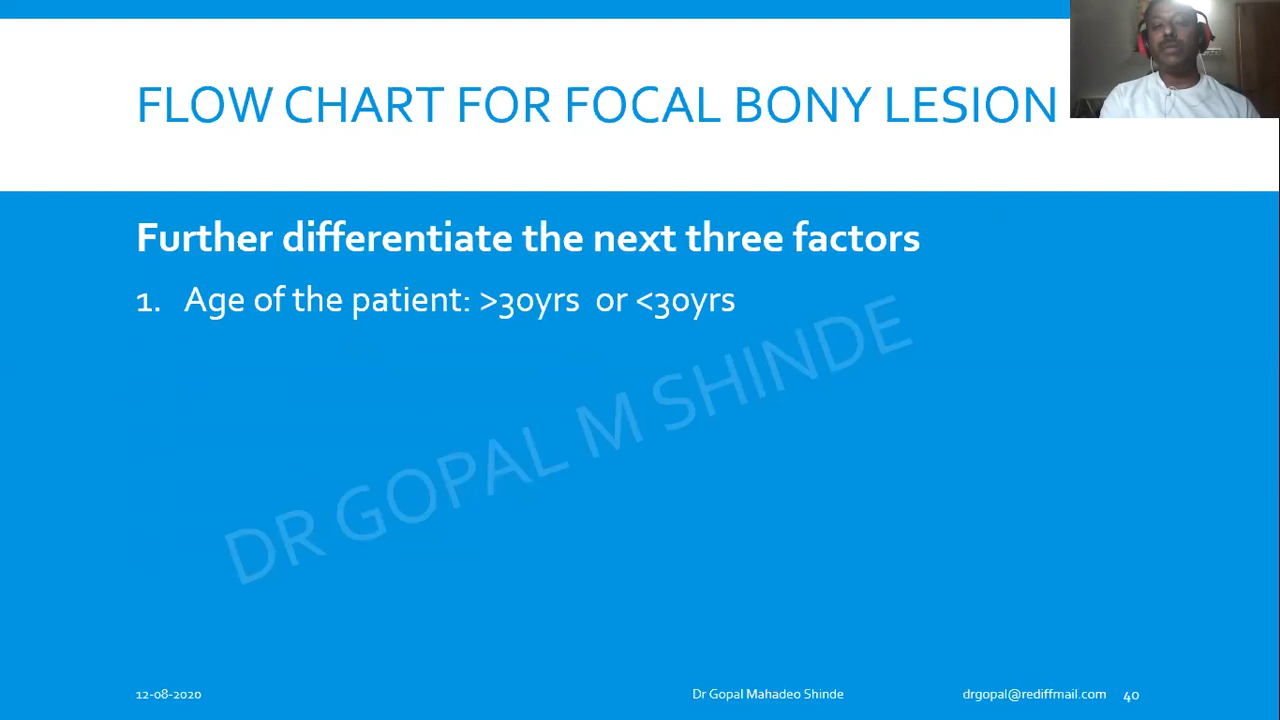 FLOW CHART FOR FOCAL BONY LESION
Further differentiate the next three factors
1. Age of the patient: >30yrs or <30yrs
DR GOPAL M SHINDE
12-08-2020
Dr Gopal Mahadeo Shinde
drgopal@rediffmail.com
40